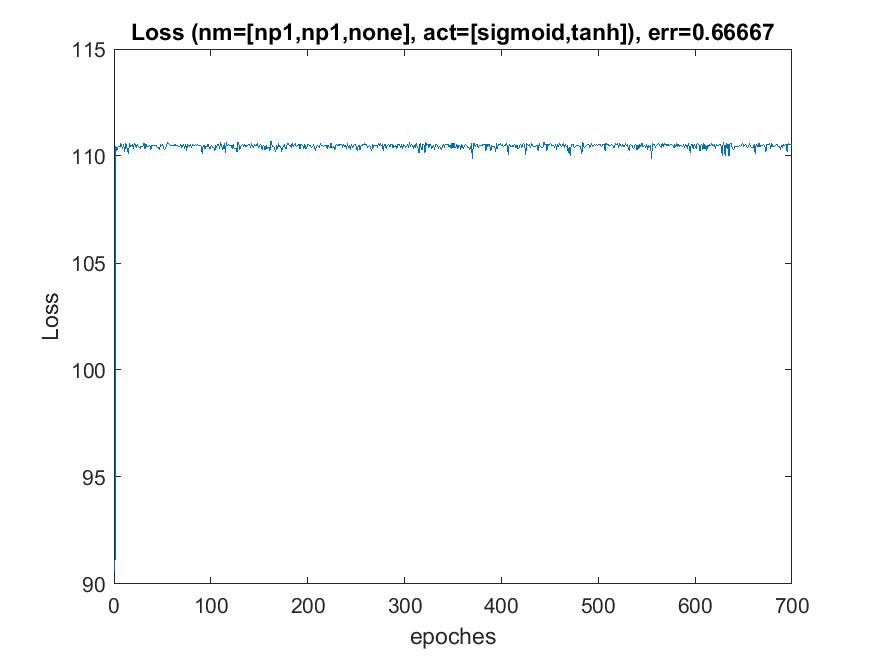 Loss (nm=[np1,np1,none], act=[sigmoid,tanh]), err=0.66667
115
110
105
100
95
90
Loss
0 100 200 300 400 500 600 700
epoches